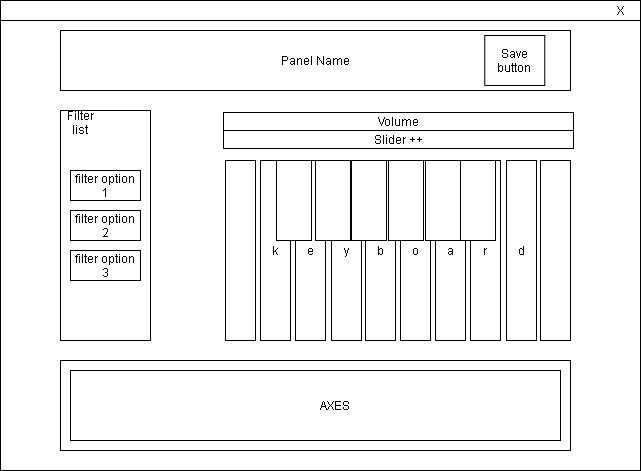 X
Panel Name
Save
button
Filter
list
Volume
Slider ++
filter option
1
filter option
2
filter option
3
k e y b o a r d
AXES